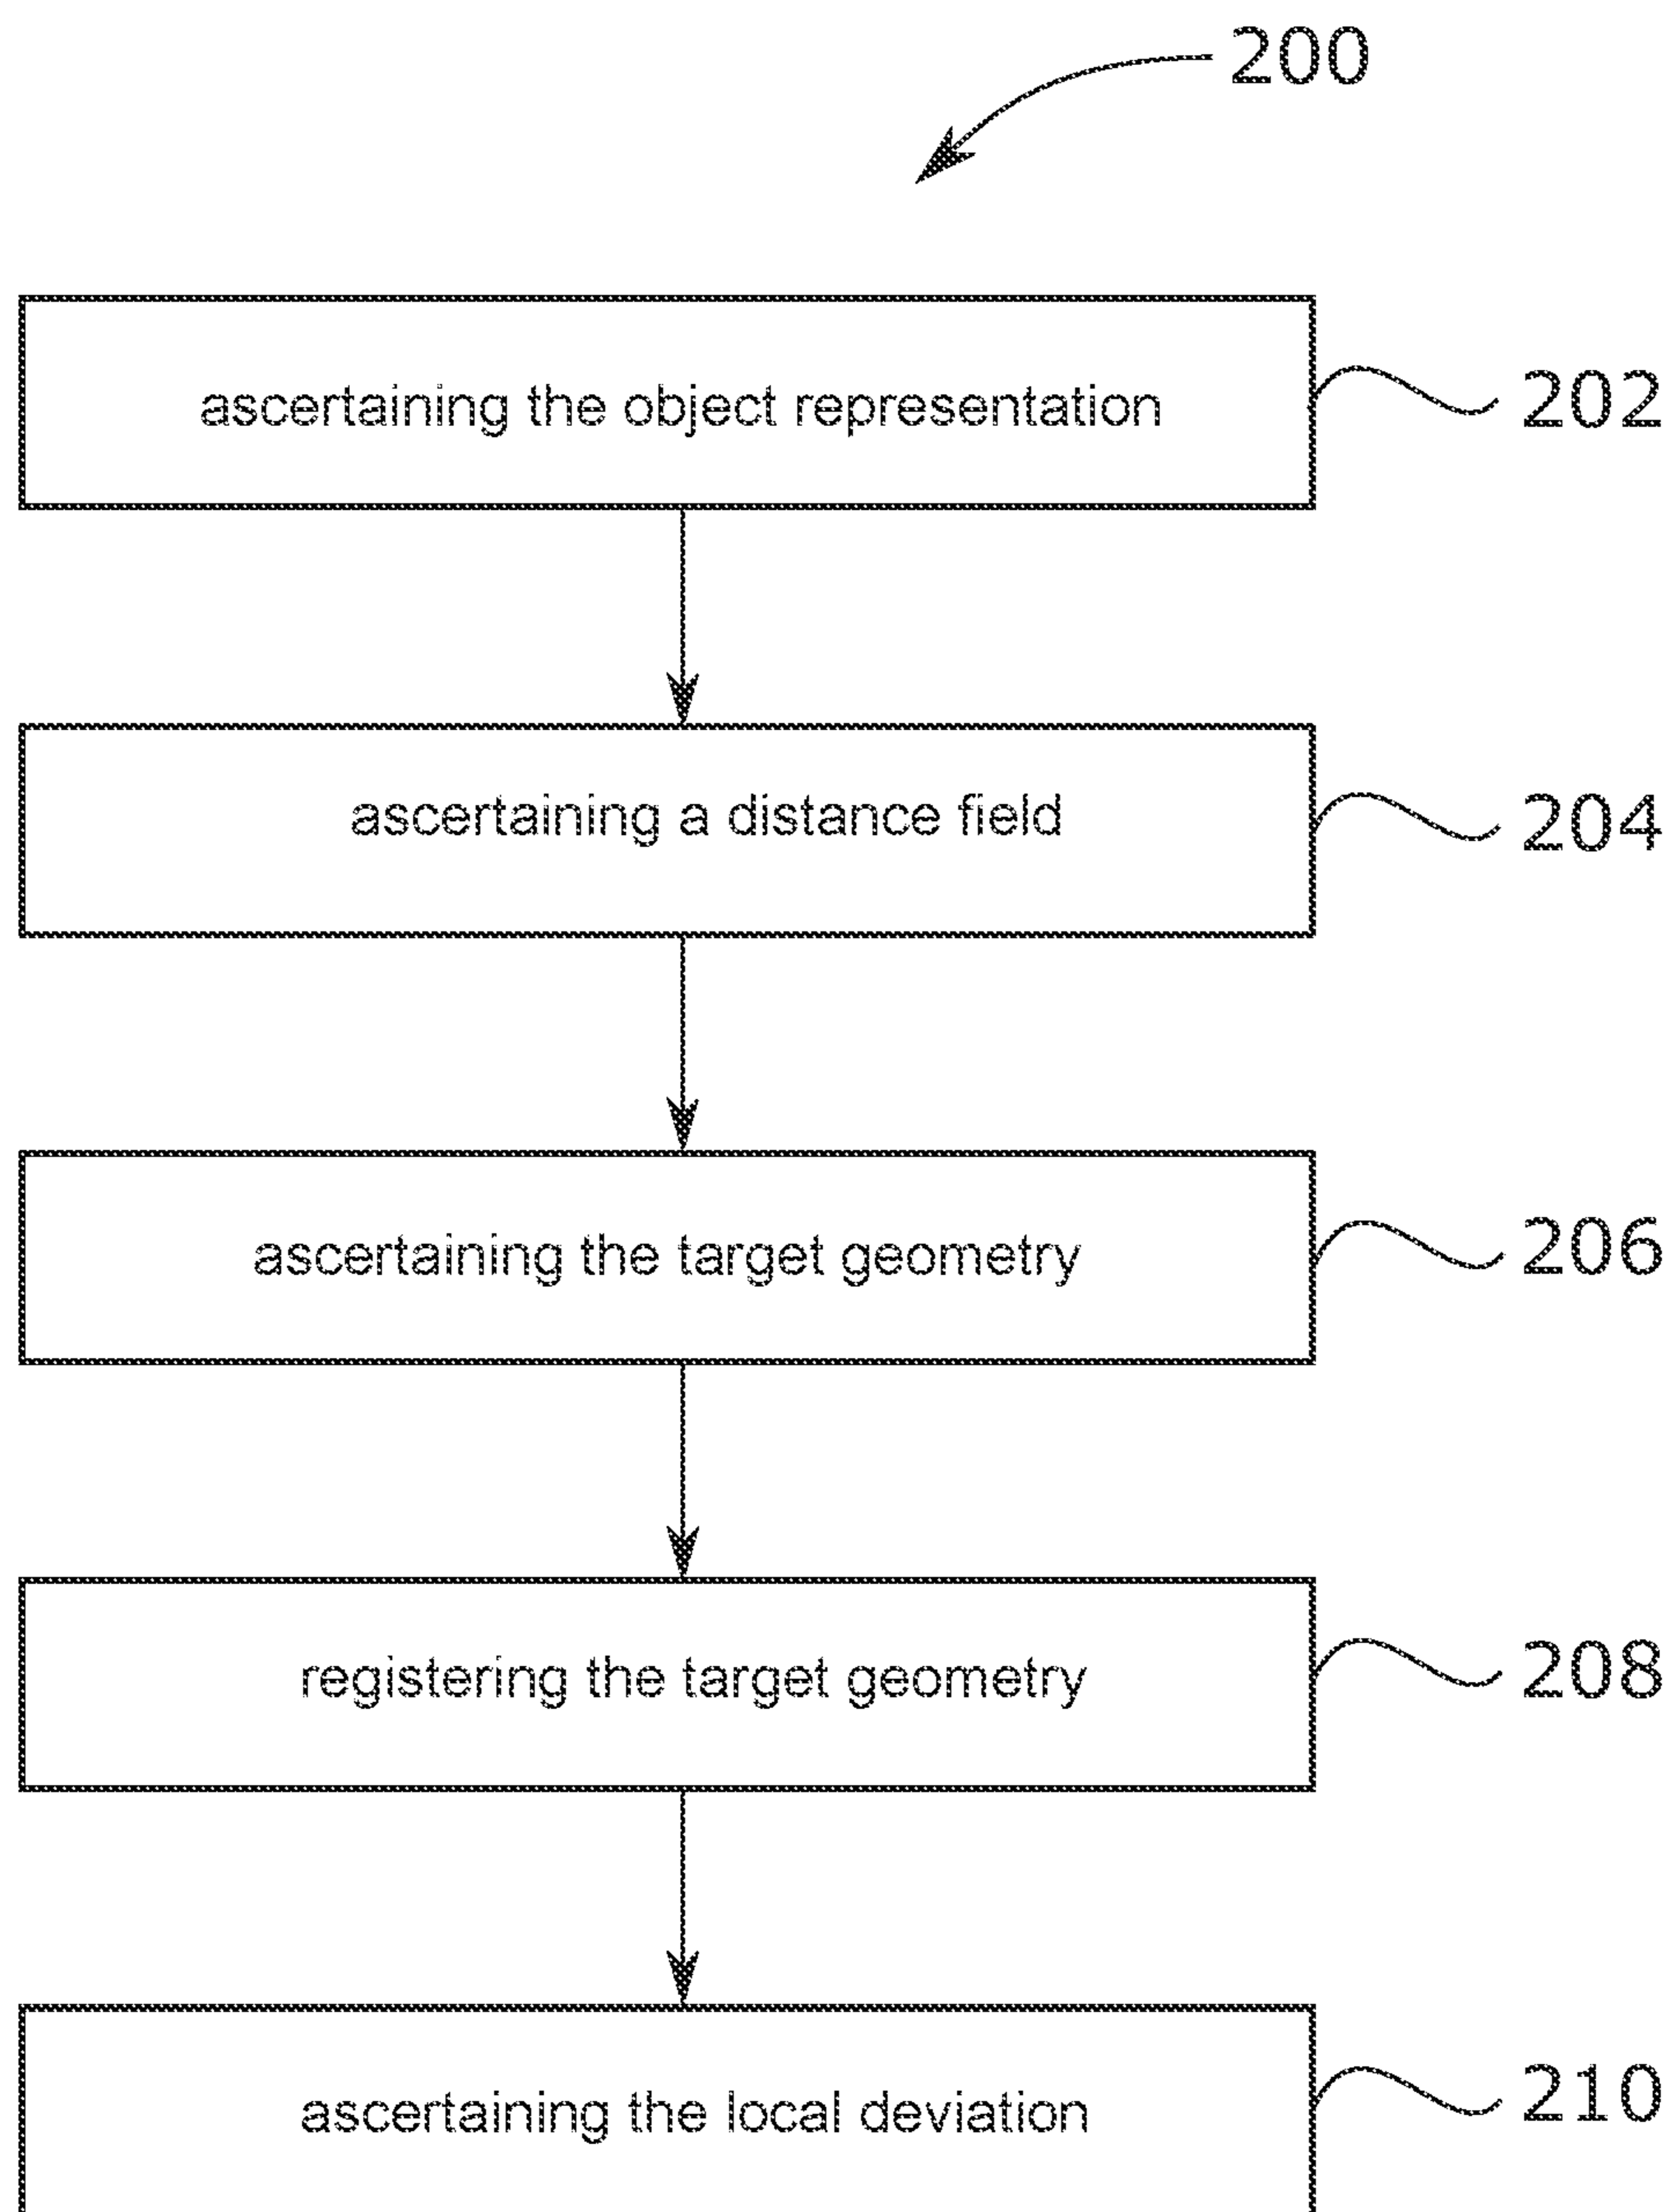 200
ascertaining the object representation
202
ascertaining a distance field
204
ascertaining the target geometry
206
registering the target geometry
208
ascertaining the local deviation
210